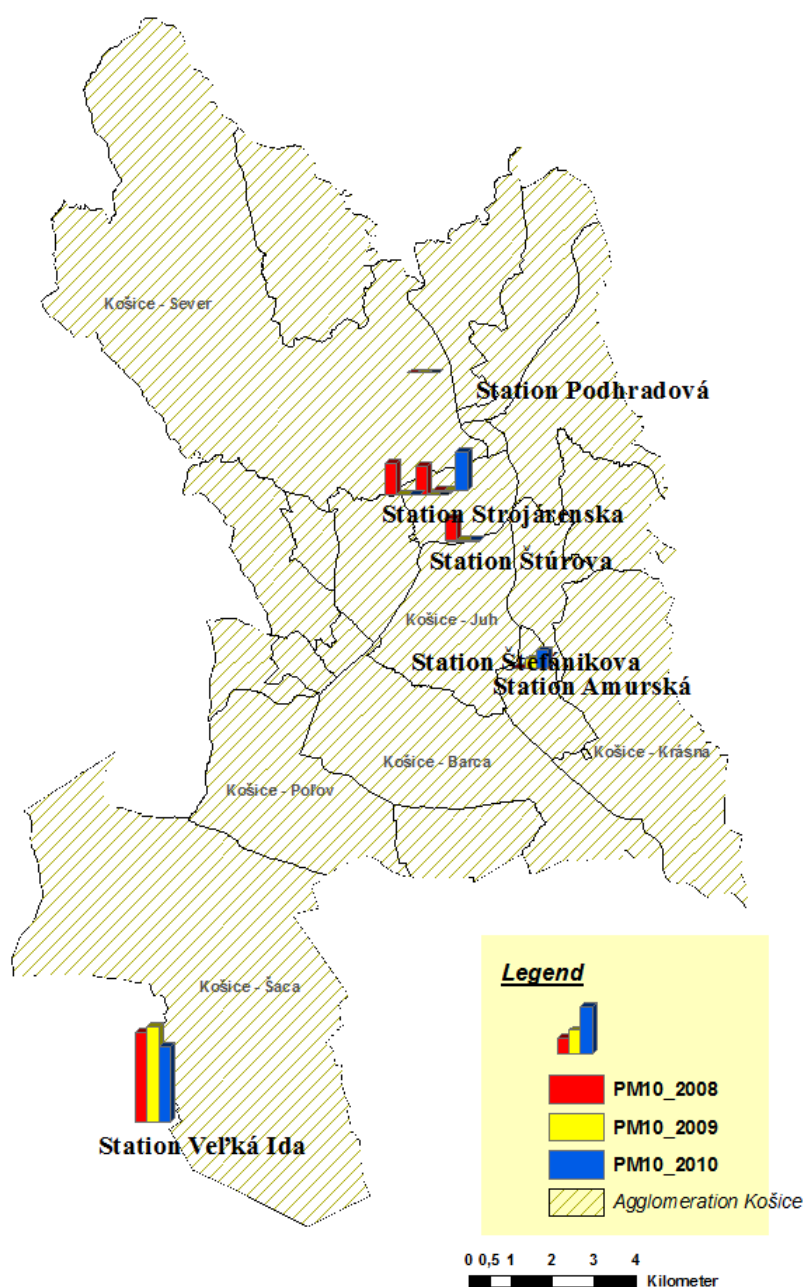 Košice - Sever
Station Podhradová
Station Strojárenska
Station Štúrova
Košice - Juh
Station Štefánikova
Station Amurská
Košice - Krásna
Košice - Barca
Košice - Poľov
Košice - Šaca
Station Veľká Ida
Legend
PM10_2008
PM10_2009
PM10_2010
Agglomeration Košice
0 0,5 1 2 3 4
Kilometer